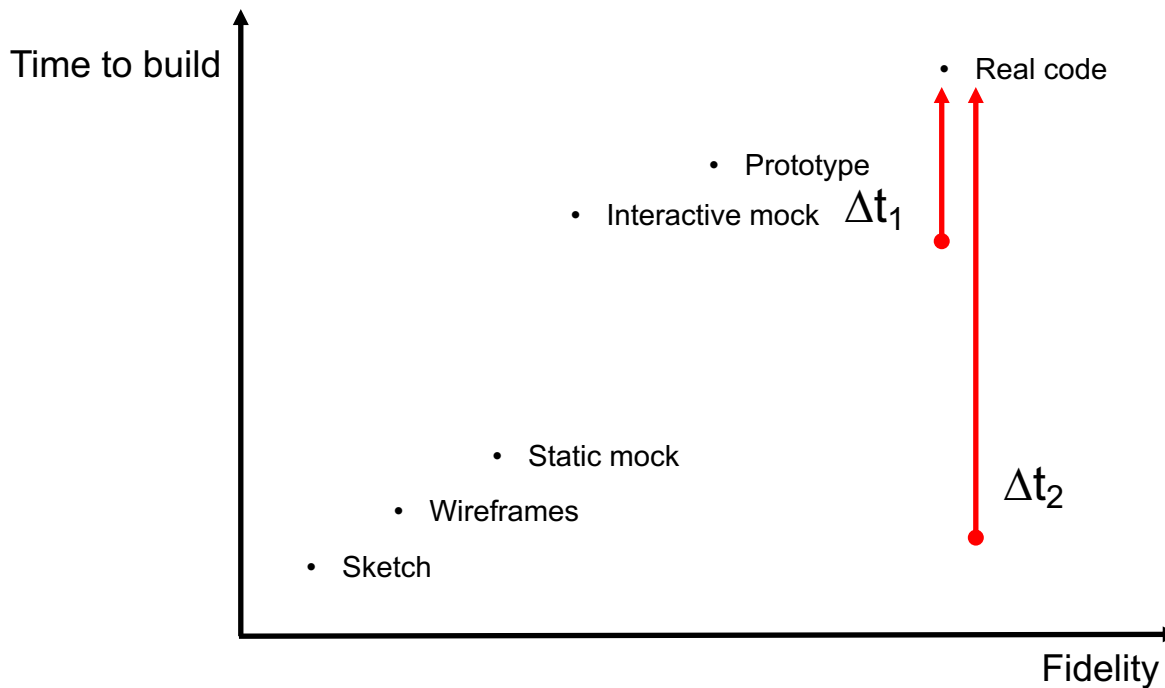 Time to build
• Real code
• Prototype
• Interactive mock
Δt₁
• Static mock
Δt₂
• Wireframes
• Sketch
Fidelity